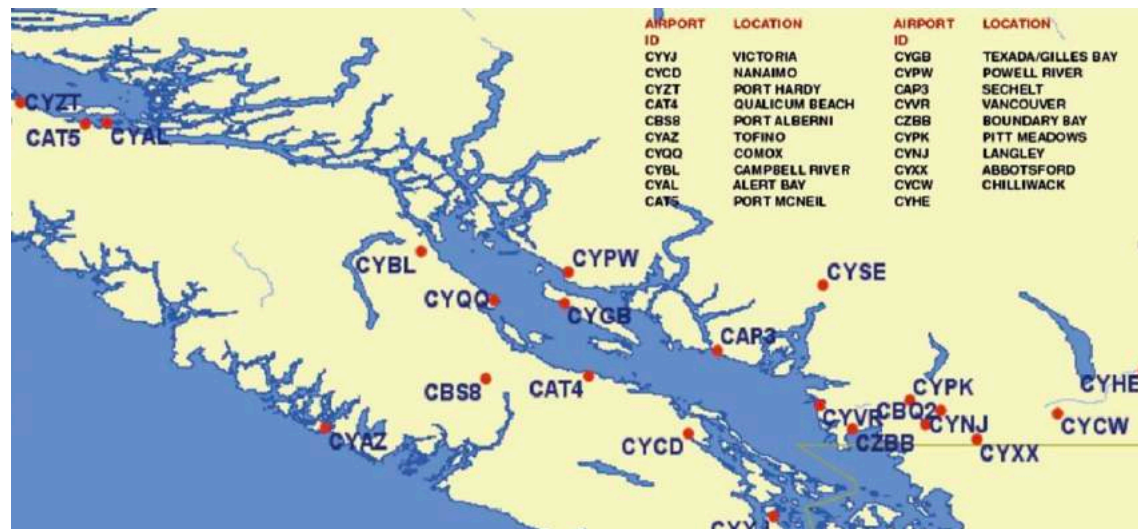 AIRPORT ID LOCATION AIRPORT ID LOCATION
CYYJ VICTORIA CYGB TEXADA/GILLES BAY
CYCD NANAIMO CYPW POWELL RIVER
CYZT PORT HARDY CAP3 SECHELT
CAT4 QUALICUM BEACH CYVR VANCOUVER
CBS8 PORT ALBERNI CZBB BOUNDARY BAY
CYAZ TOFINO CYPK PITT MEADOWS
CYQQ COMOX CYNJ LANGLEY
CYBL CAMPBELL RIVER CYXX ABBOTSFORD
CYAL ALERT BAY CYCW CHILLIWACK
CAT5 PORT MCNEIL CYHE
CYZT
CAT5 CYAL
CYBL
CYPW
CYSE
CYQQ
CYGB
CAP3
CBS8
CAT4
CYPK
CYHE
CBQ2
CYVR
CYNJ
CYCW
CYAZ
CYCD
CZBB
CYXX
CYYJ